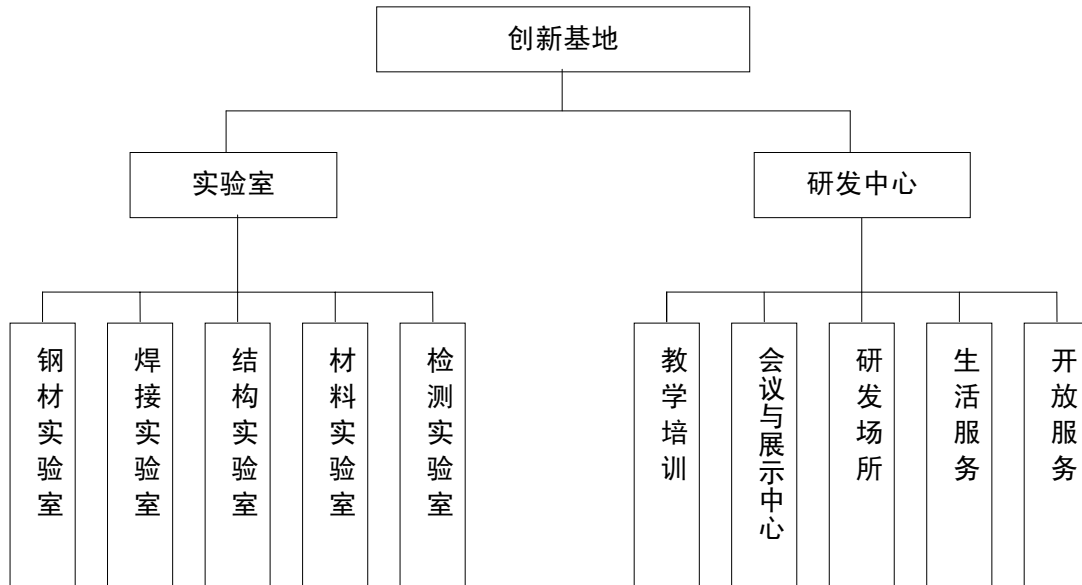 创新基地
实验室
研发中心
钢材实验室
焊接实验室
结构实验室
材料实验室
检测实验室
教学培训
会议与展示中心
研发场所
生活服务
开放服务